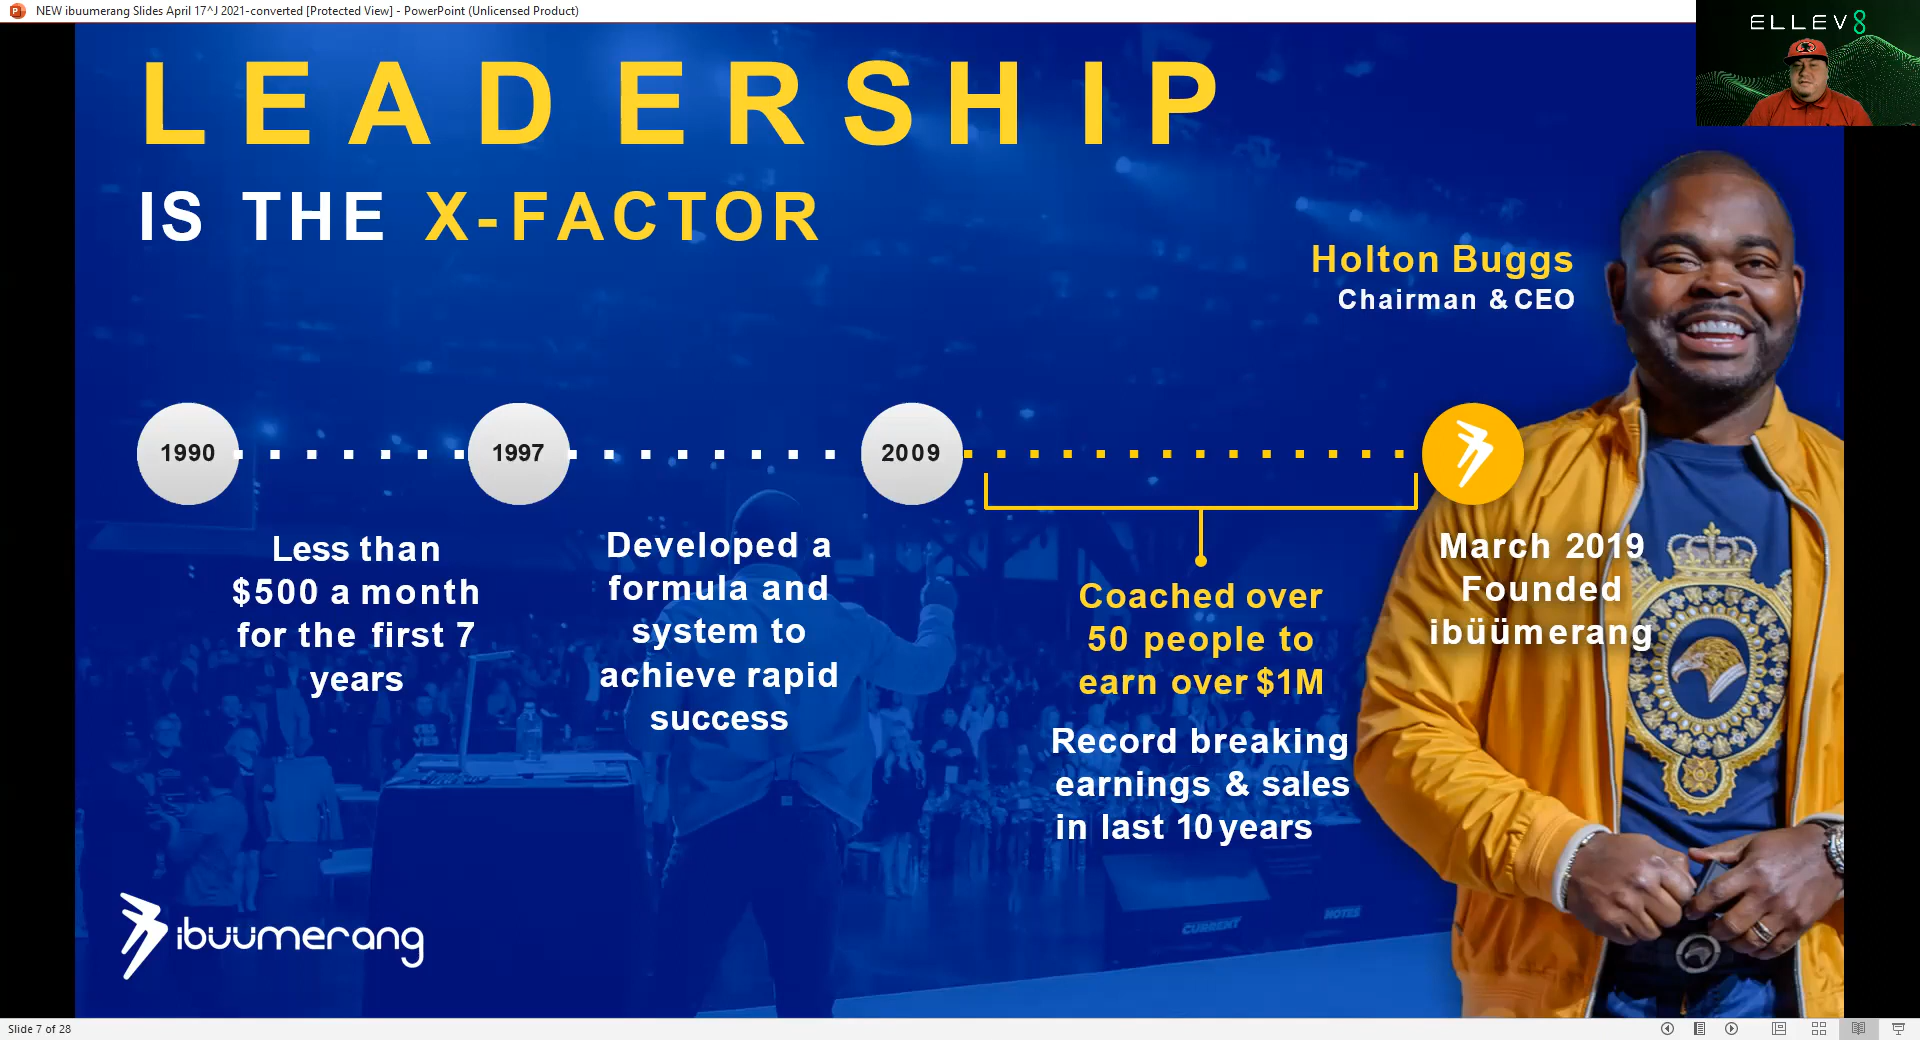 NEW ibuumerang Slides April 17^J 2021-converted [Protected View] - PowerPoint (Unlicensed Product)
ELLEV8
LEADERSHIP
IS THE X-FACTOR
Holton Buggs
Chairman & CEO
1990
1997
2009
Less than
$500 a month
for the first 7
years
Developed a
formula and
system to
achieve rapid
success
Coached over
50 people to
earn over $1M
Record breaking
earnings & sales
in last 10 years
March 2019
Founded
ibüümerang
CURRENT
NOTES
ibüümerang
Slide 7 of 28